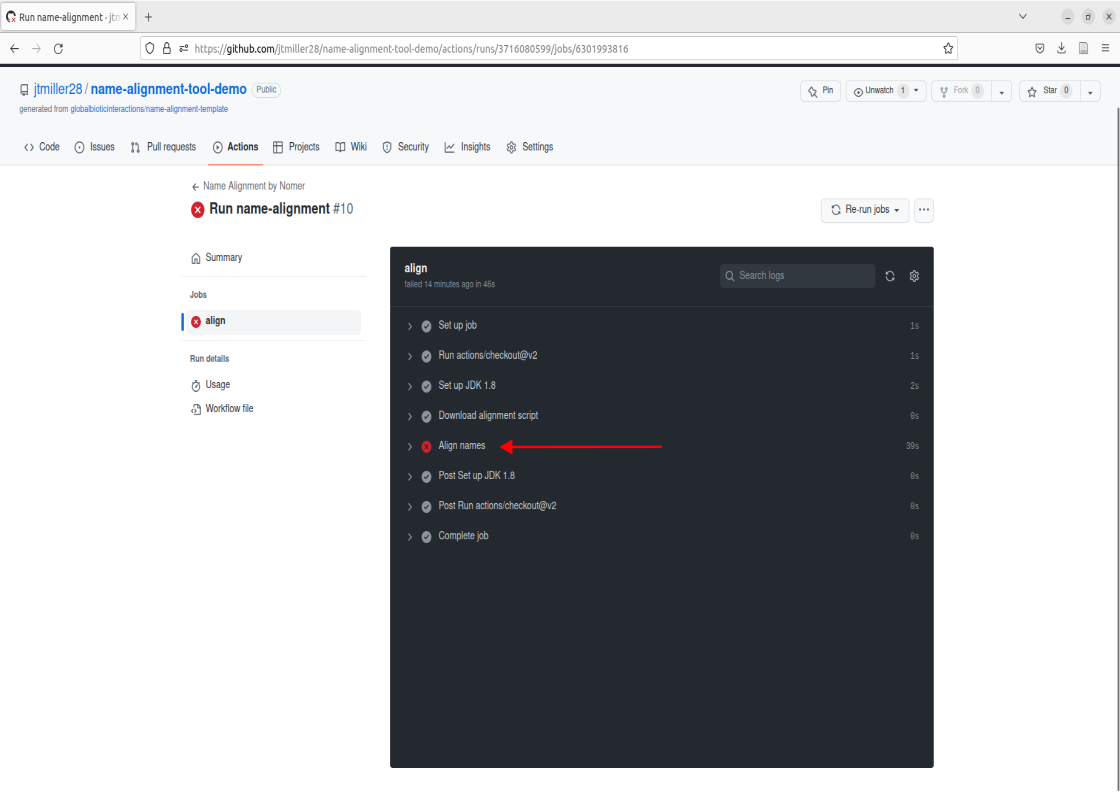 Run name-alignment · jtm
https://github.com/jtmiller28/name-alignment-tool-demo/actions/runs/3716080599/jobs/6301993816
jtmiller28 / name-alignment-tool-demo Public
Pin
Unwatch 1
Fork 0
Star 0
generated from globalbioticinteractions/name-alignment-template
Code
Issues
Pull requests
Actions
Projects
Wiki
Security
Insights
Settings
Name Alignment by Nomer
Run name-alignment #10
Re-run jobs
Summary
Jobs
align
Run details
Usage
Workflow file
align
failed 14 minutes ago in 46s
Search logs
Set up job 1s
Run actions/checkout@v2 1s
Set up JDK 1.8 2s
Download alignment script 0s
Align names 39s
Post Set up JDK 1.8 0s
Post Run actions/checkout@v2 0s
Complete job 0s